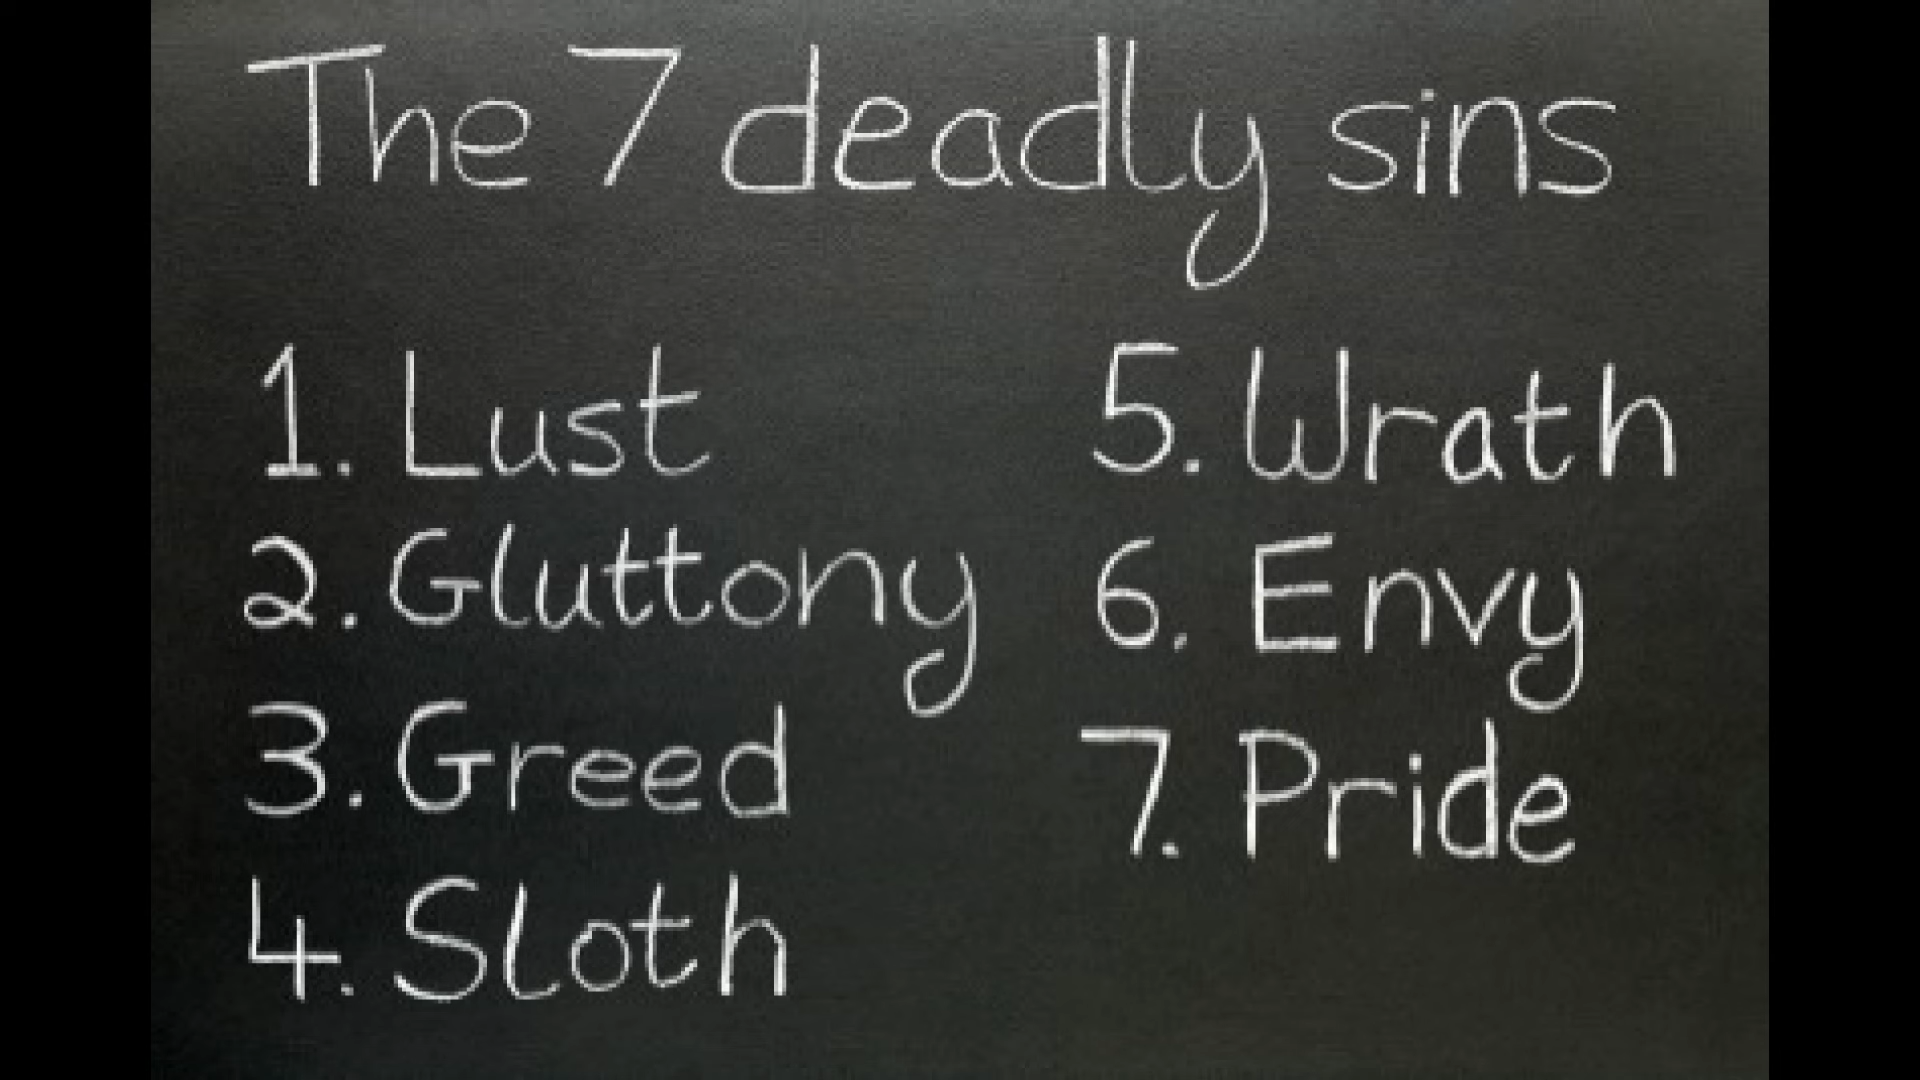 The 7 deadly sins
1. Lust
2. Gluttony
3. Greed
4. Sloth
5. Wrath
6. Envy
7. Pride